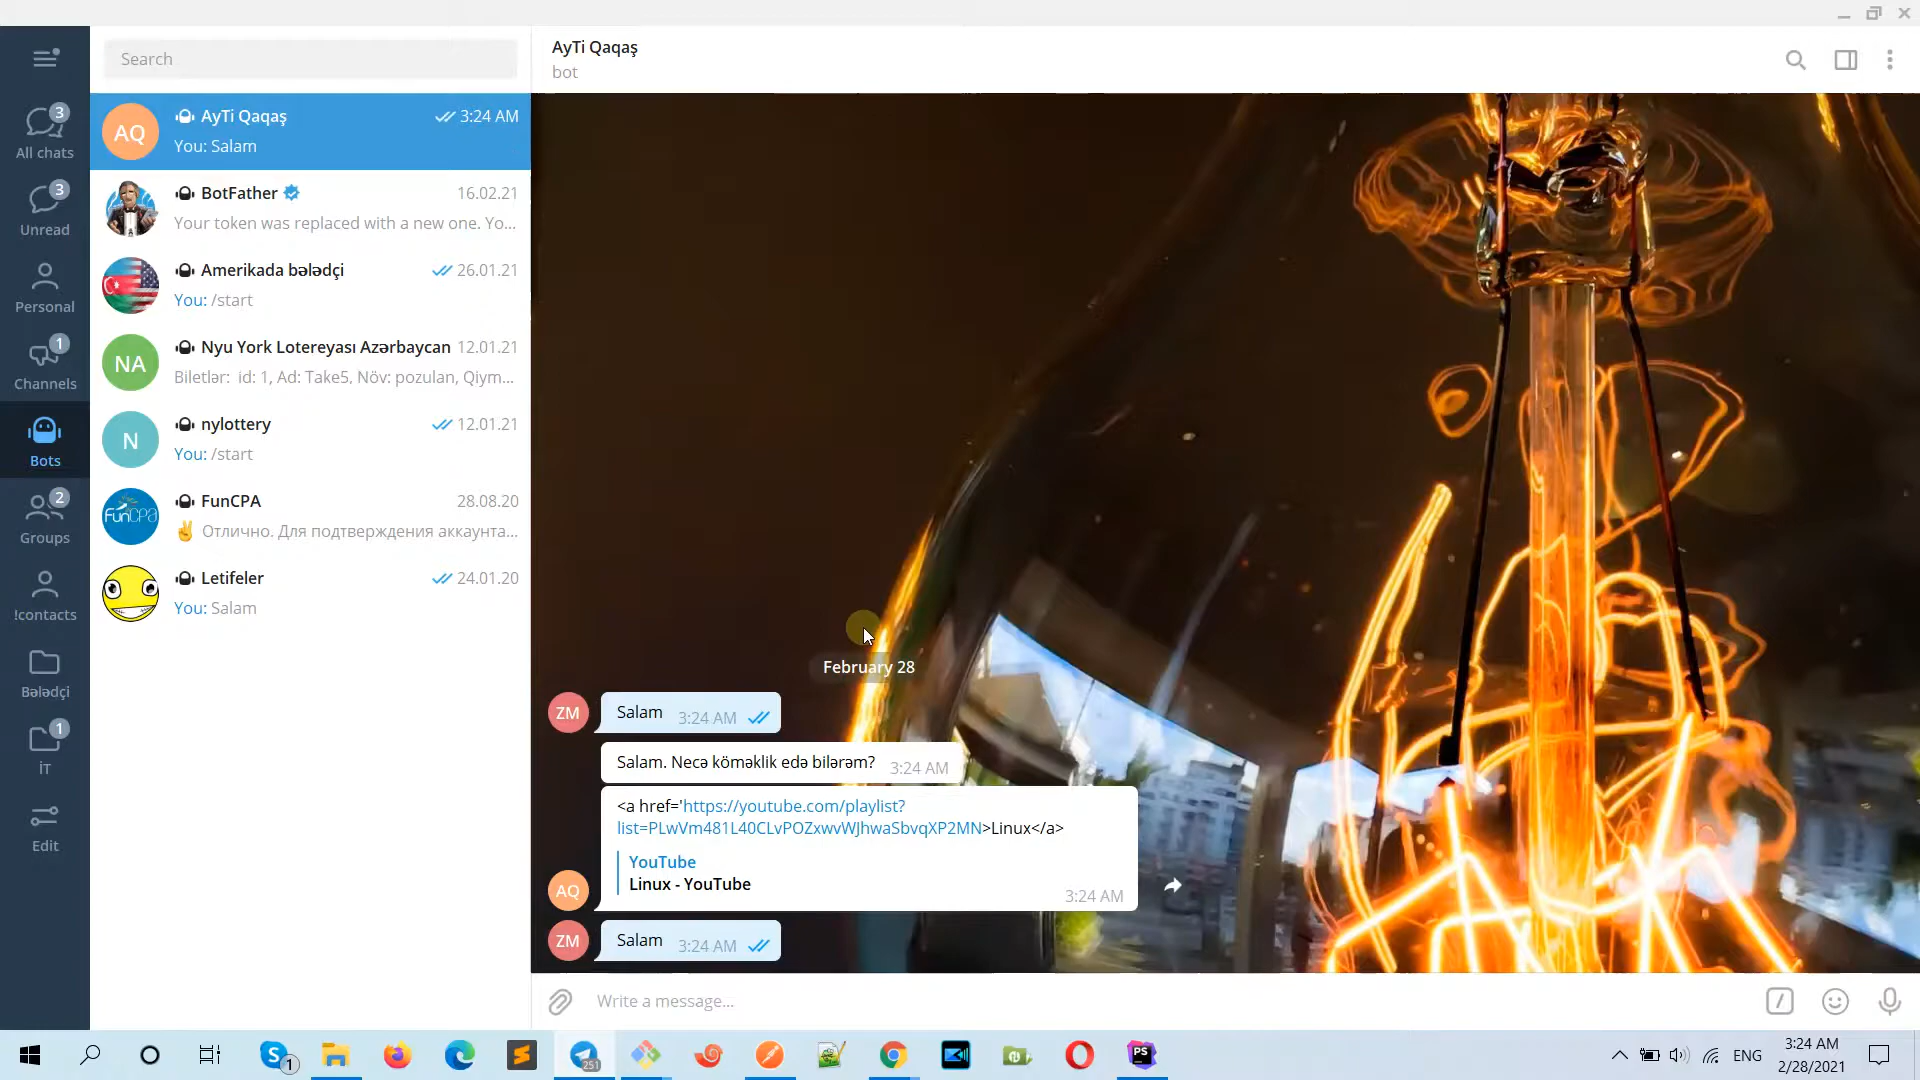 Search
AyTi Qaqaş
bot
3
All chats
3
Unread
Personal
1
Channels
Bots
2
Groups
!contacts
Bələdçi
1
İT
Edit
AQ
AyTi Qaqaş
3:24 AM
You: Salam
BotFather
16.02.21
Your token was replaced with a new one. Yo...
Amerikada bələdçi
26.01.21
You: /start
NA
Nyu York Lotereyası Azərbaycan
12.01.21
Biletlər: id: 1, Ad: Take5, Növ: pozulan, Qiym...
N
nylottery
12.01.21
You: /start
FunCPA
FunCPA
28.08.20
✌ Отлично. Для подтверждения аккаунта...
Letifeler
24.01.20
You: Salam
February 28
ZM
Salam 3:24 AM
Salam. Necə köməklik edə bilərəm? 3:24 AM
<a href='https://youtube.com/playlist?
list=PLwVm481L40CLvPOZxwvWJhwaSbvqXP2MN>Linux</a>
YouTube
Linux - YouTube
3:24 AM
AQ
ZM
Salam 3:24 AM
Write a message...
S
1
251
PS
ENG
3:24 AM
2/28/2021